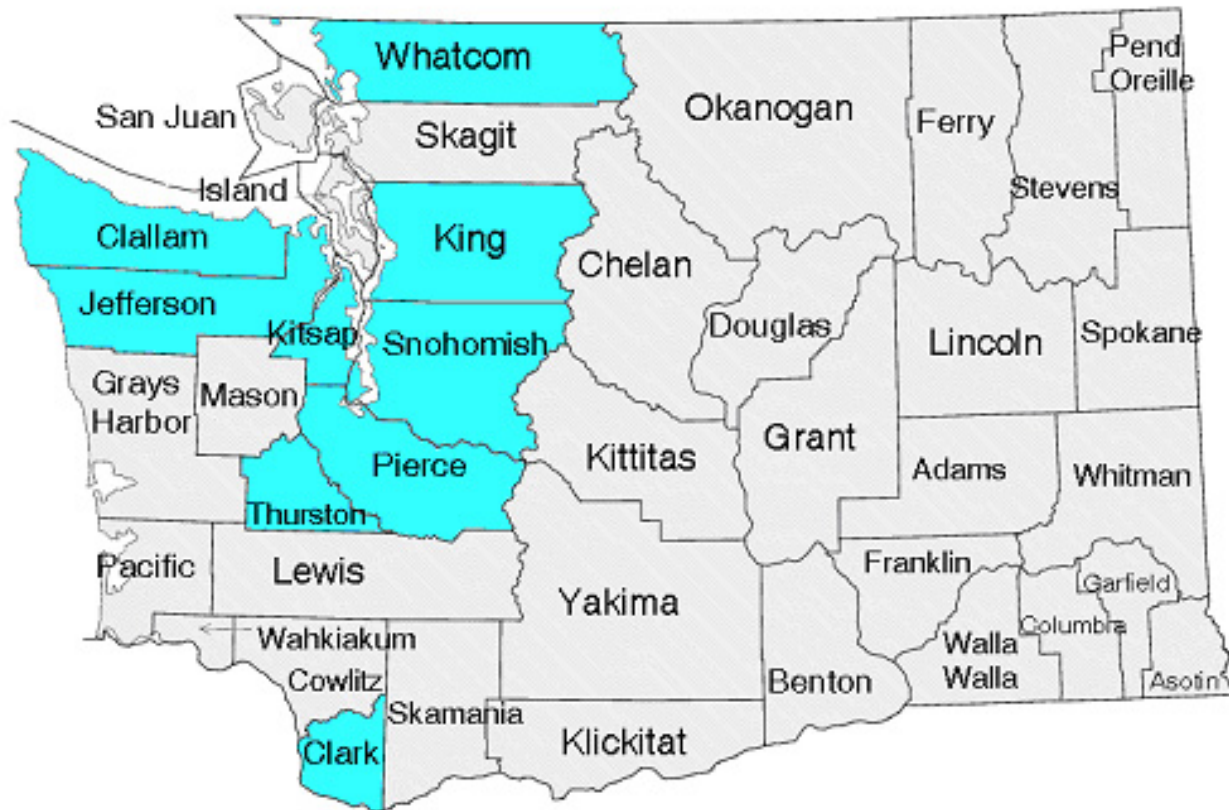 Whatcom
Pend
Oreille
Okanogan
San Juan
Ferry
Skagit
Island
Stevens
Clallam
King
Chelan
Jefferson
Kitsap
Snohomish
Douglas
Lincoln
Spokane
Grays
Harbor
Mason
Grant
Kittitas
Pierce
Adams
Whitman
Thurston
Pacific
Lewis
Franklin
Garfield
Yakima
Columbia
Wahkiakum
Walla
Walla
Cowlitz
Benton
Asotin
Skamania
Clark
Klickitat